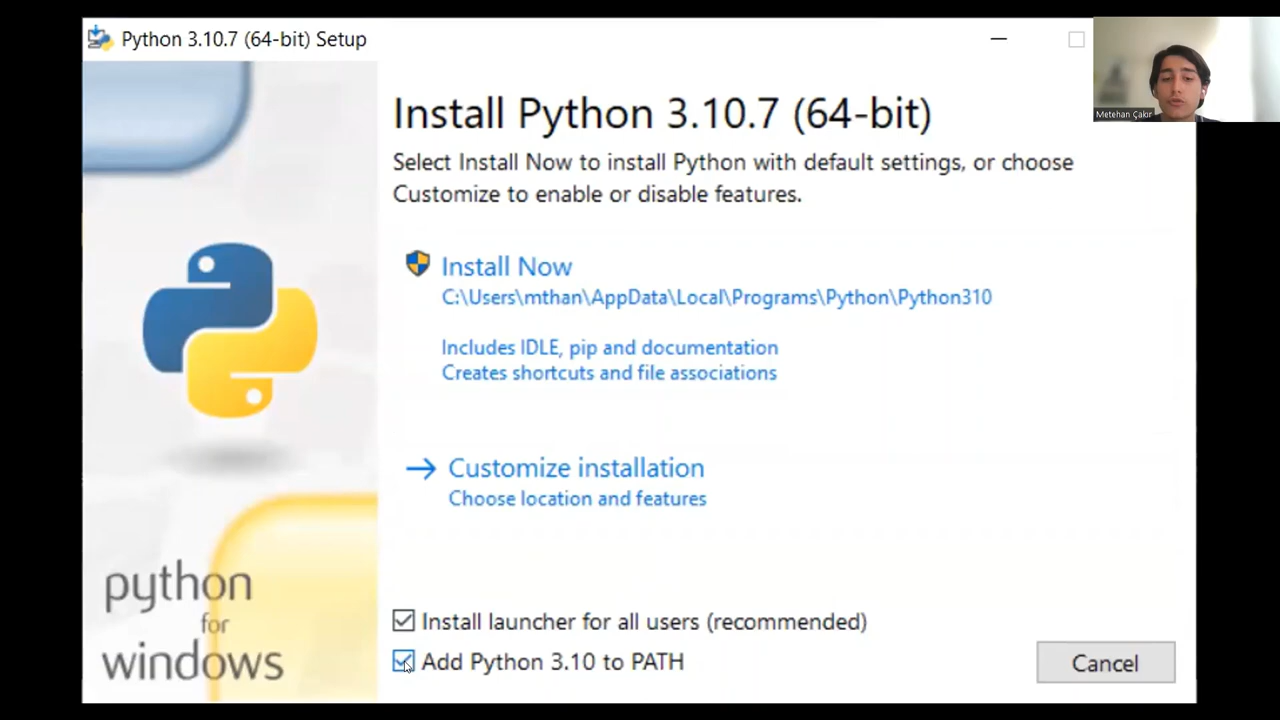 Python 3.10.7 (64-bit) Setup
Metehan Çakır
Install Python 3.10.7 (64-bit)
Select Install Now to install Python with default settings, or choose
Customize to enable or disable features.
Install Now
C:\Users\mthan\AppData\Local\Programs\Python\Python310
Includes IDLE, pip and documentation
Creates shortcuts and file associations
Customize installation
Choose location and features
python
for
windows
Install launcher for all users (recommended)
Add Python 3.10 to PATH
Cancel